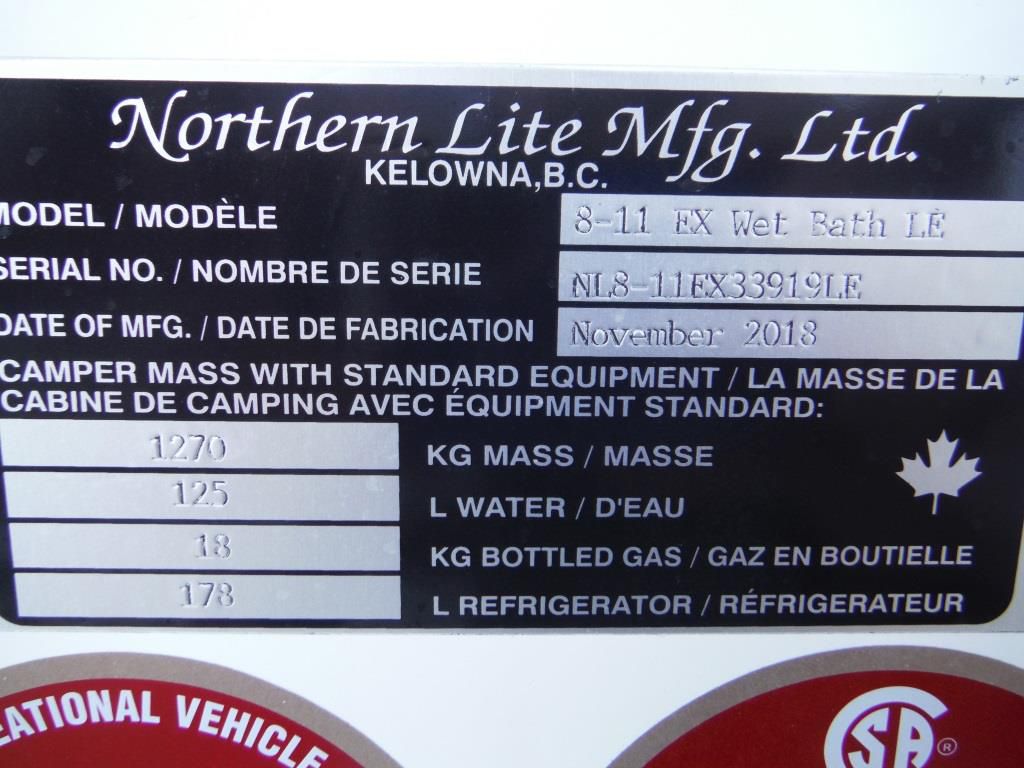 Northern Lite Mfg. Ltd.
KELOWNA,B.C.
MODEL / MODÈLE 8-11 EX Wet Bath LE
SERIAL NO. / NOMBRE DE SERIE NL8-11EX33919LE
DATE OF MFG. / DATE DE FABRICATION November 2018
CAMPER MASS WITH STANDARD EQUIPMENT / LA MASSE DE LA
CABINE DE CAMPING AVEC ÉQUIPMENT STANDARD:
1270 KG MASS / MASSE
125 L WATER / D'EAU
18 KG BOTTLED GAS / GAZ EN BOUTIELLE
178 L REFRIGERATOR / RÉFRIGERATEUR
EATIONAL VEHICLE
SA ®